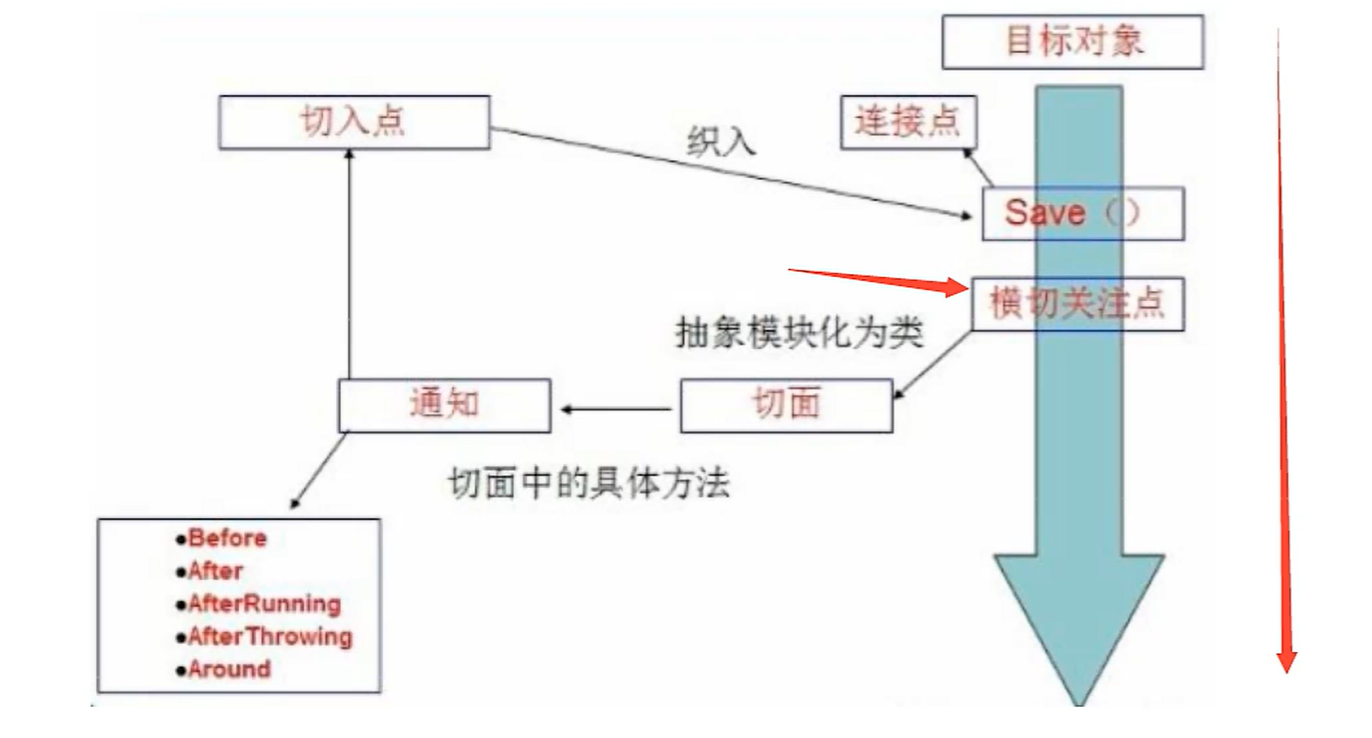 目标对象
切入点
织入
连接点
Save（）
横切关注点
抽象模块化为类
通知
切面
切面中的具体方法
●Before
●After
●AfterRunning
●AfterThrowing
●Around